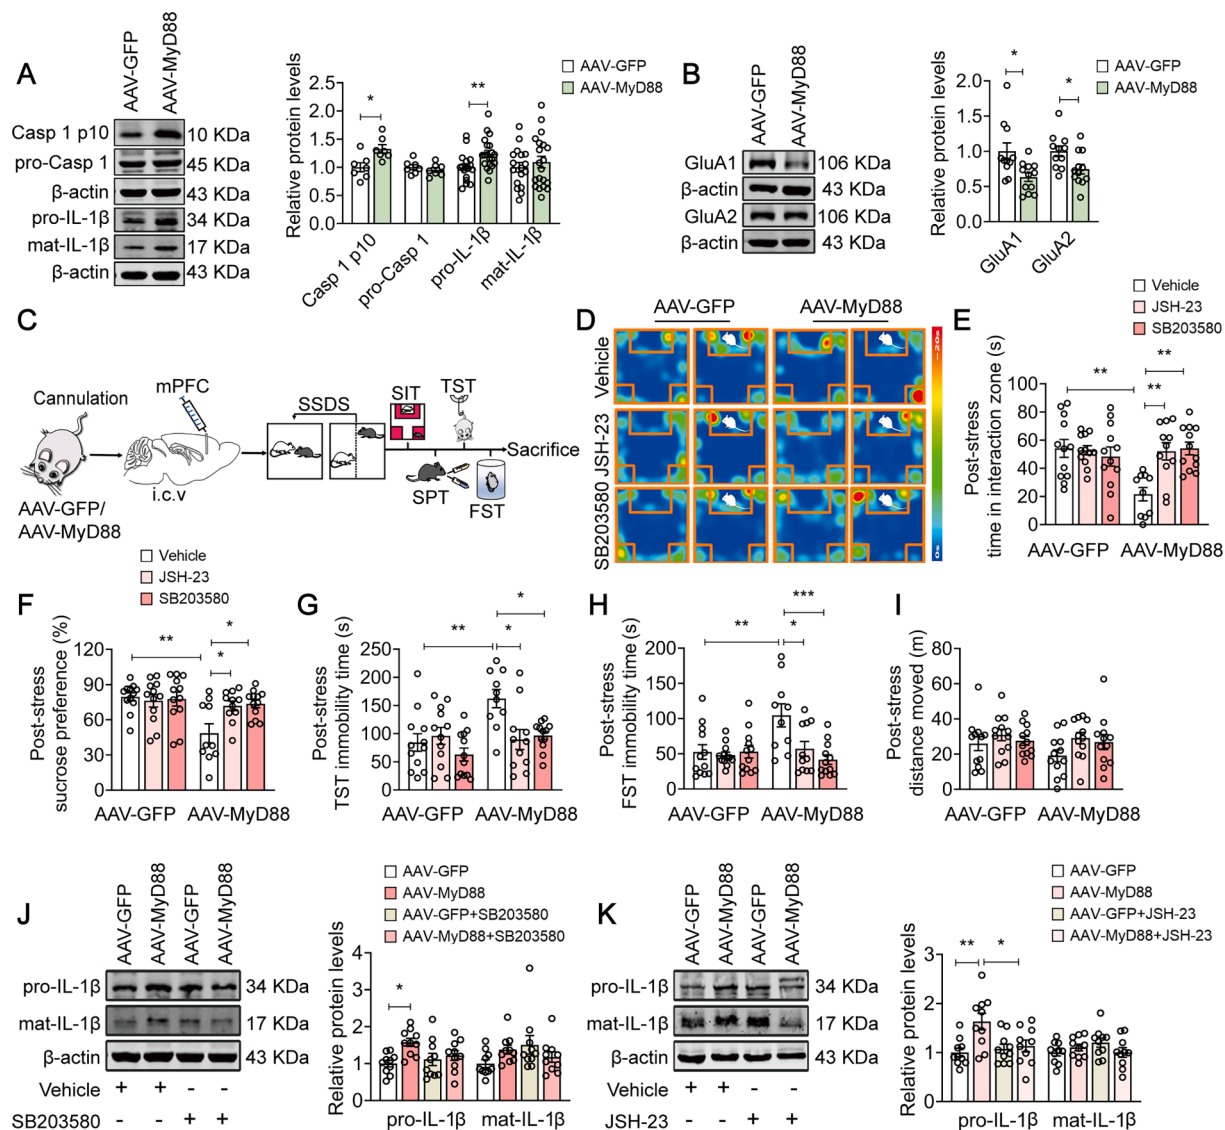 A
AAV-GFP
AAV-MyD88
Casp 1 p10
10 KDa
pro-Casp 1
45 KDa
β-actin
43 KDa
pro-IL-1β
34 KDa
mat-IL-1β
17 KDa
β-actin
43 KDa
Relative protein levels
2.5
2.0
1.5
1.0
0.5
0.0
*
**
Casp 1 p10
pro-Casp 1
pro-IL-1β
mat-IL-1β
AAV-GFP
AAV-MyD88
B
AAV-GFP
AAV-MyD88
GluA1
106 KDa
β-actin
43 KDa
GluA2
106 KDa
β-actin
43 KDa
Relative protein levels
2.0
1.5
1.0
0.5
0.0
*
*
GluA1
GluA2
AAV-GFP
AAV-MyD88
C
Cannulation
AAV-GFP/
AAV-MyD88
mPFC
i.c.v
SSDS
SIT
TST
SPT
FST
Sacrifice
D
AAV-GFP
AAV-MyD88
Vehicle
JSH-23
SB203580
~20s
0s
E
Vehicle
JSH-23
SB203580
Post-stress
time in interaction zone (s)
100
80
60
40
20
0
**
**
**
AAV-GFP
AAV-MyD88
Vehicle
JSH-23
SB203580
F
Post-stress
sucrose preference (%)
120
90
60
30
0
**
*
*
AAV-GFP
AAV-MyD88
G
Post-stress
TST immobility time (s)
250
200
150
100
50
0
**
*
*
AAV-GFP
AAV-MyD88
H
Post-stress
FST immobility time (s)
200
150
100
50
0
**
***
*
AAV-GFP
AAV-MyD88
I
Post-stress
distance moved (m)
80
60
40
20
0
AAV-GFP
AAV-MyD88
J
AAV-GFP
AAV-MyD88
AAV-GFP
AAV-MyD88
pro-IL-1β
34 KDa
mat-IL-1β
17 KDa
β-actin
43 KDa
Vehicle + + - -
SB203580 - - + +
AAV-GFP
AAV-MyD88
AAV-GFP+SB203580
AAV-MyD88+SB203580
Relative protein levels
4
3
2
1
0
*
pro-IL-1β
mat-IL-1β
K
AAV-GFP
AAV-MyD88
AAV-GFP
AAV-MyD88
pro-IL-1β
34 KDa
mat-IL-1β
17 KDa
β-actin
43 KDa
Vehicle + + - -
JSH-23 - - + +
AAV-GFP
AAV-MyD88
AAV-GFP+JSH-23
AAV-MyD88+JSH-23
Relative protein levels
3
2
1
0
**
*
pro-IL-1β
mat-IL-1β